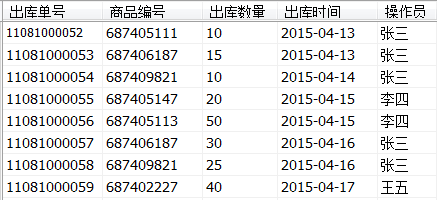 出库单号 商品编号 出库数量 出库时间 操作员
11081000052 687405111 10 2015-04-13 张三
11081000053 687406187 15 2015-04-13 张三
11081000054 687409821 10 2015-04-14 张三
11081000055 687405147 20 2015-04-15 李四
11081000056 687405113 50 2015-04-15 李四
11081000057 687406187 30 2015-04-16 张三
11081000058 687409821 25 2015-04-16 张三
11081000059 687402227 40 2015-04-17 王五